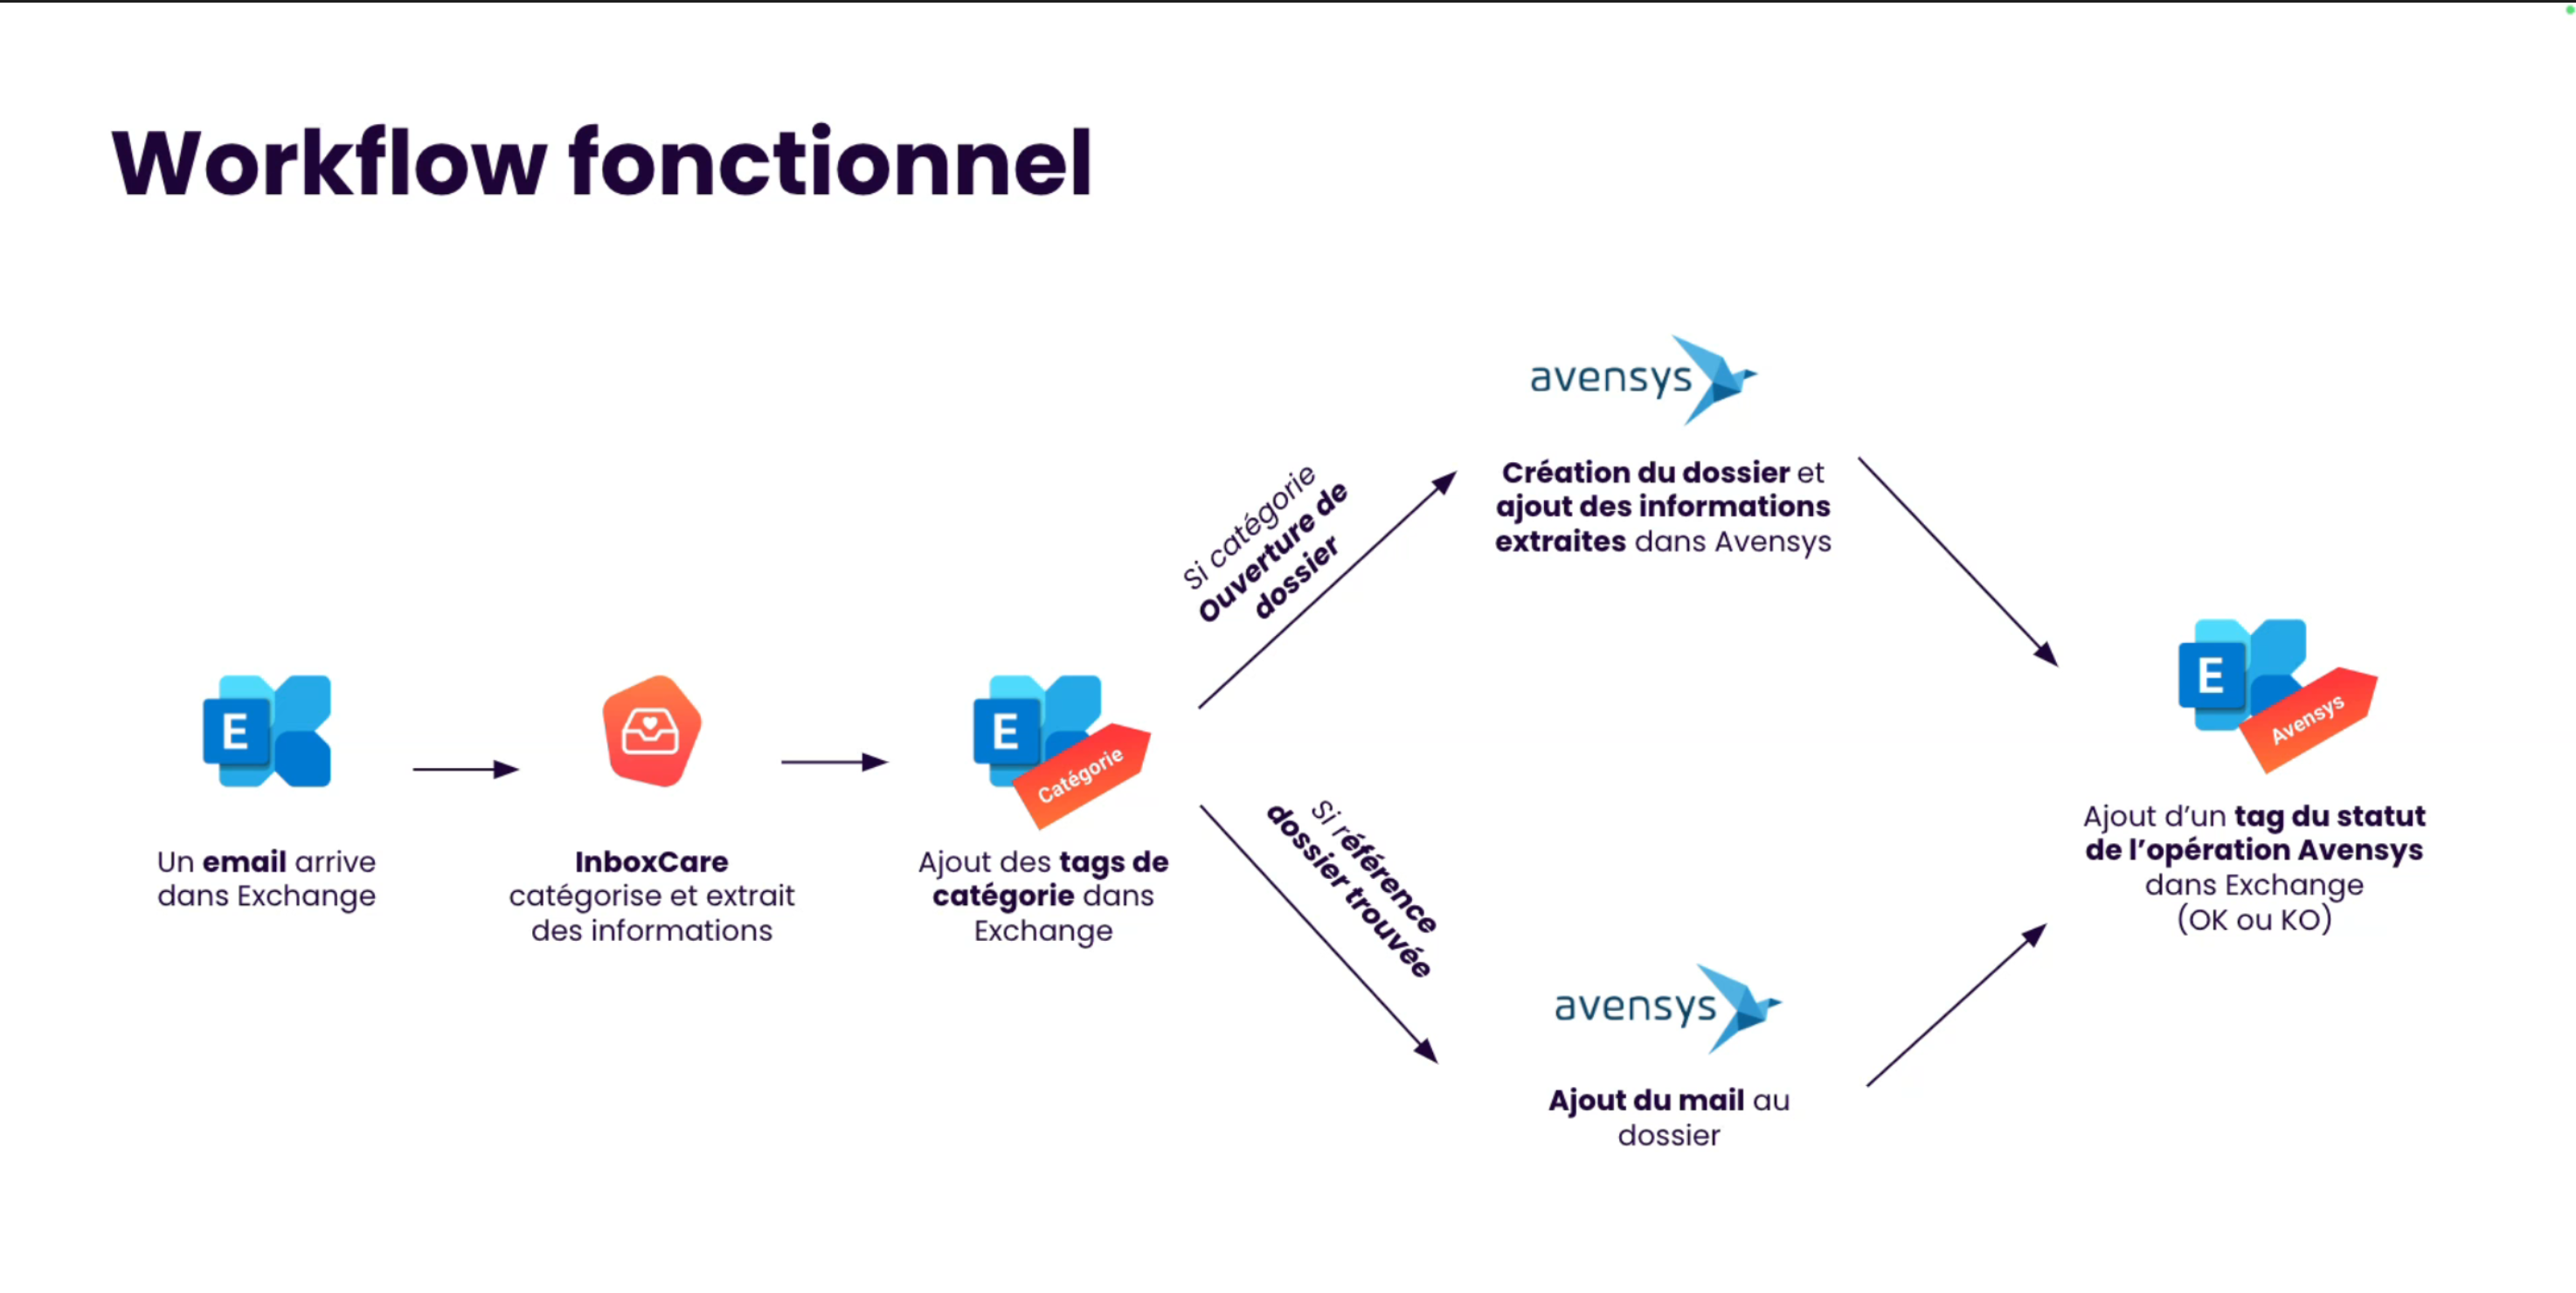 Workflow fonctionnel
E
Un email arrive
dans Exchange
InboxCare
catégorise et extrait
des informations
E
Catégorie
Ajout des tags de
catégorie dans
Exchange
Si catégorie
Ouverture de
dossier
avensys
Création du dossier et
ajout des informations
extraites dans Avensys
Si référence
dossier trouvée
avensys
Ajout du mail au
dossier
E
Avensys
Ajout d’un tag du statut
de l’opération Avensys
dans Exchange
(OK ou KO)